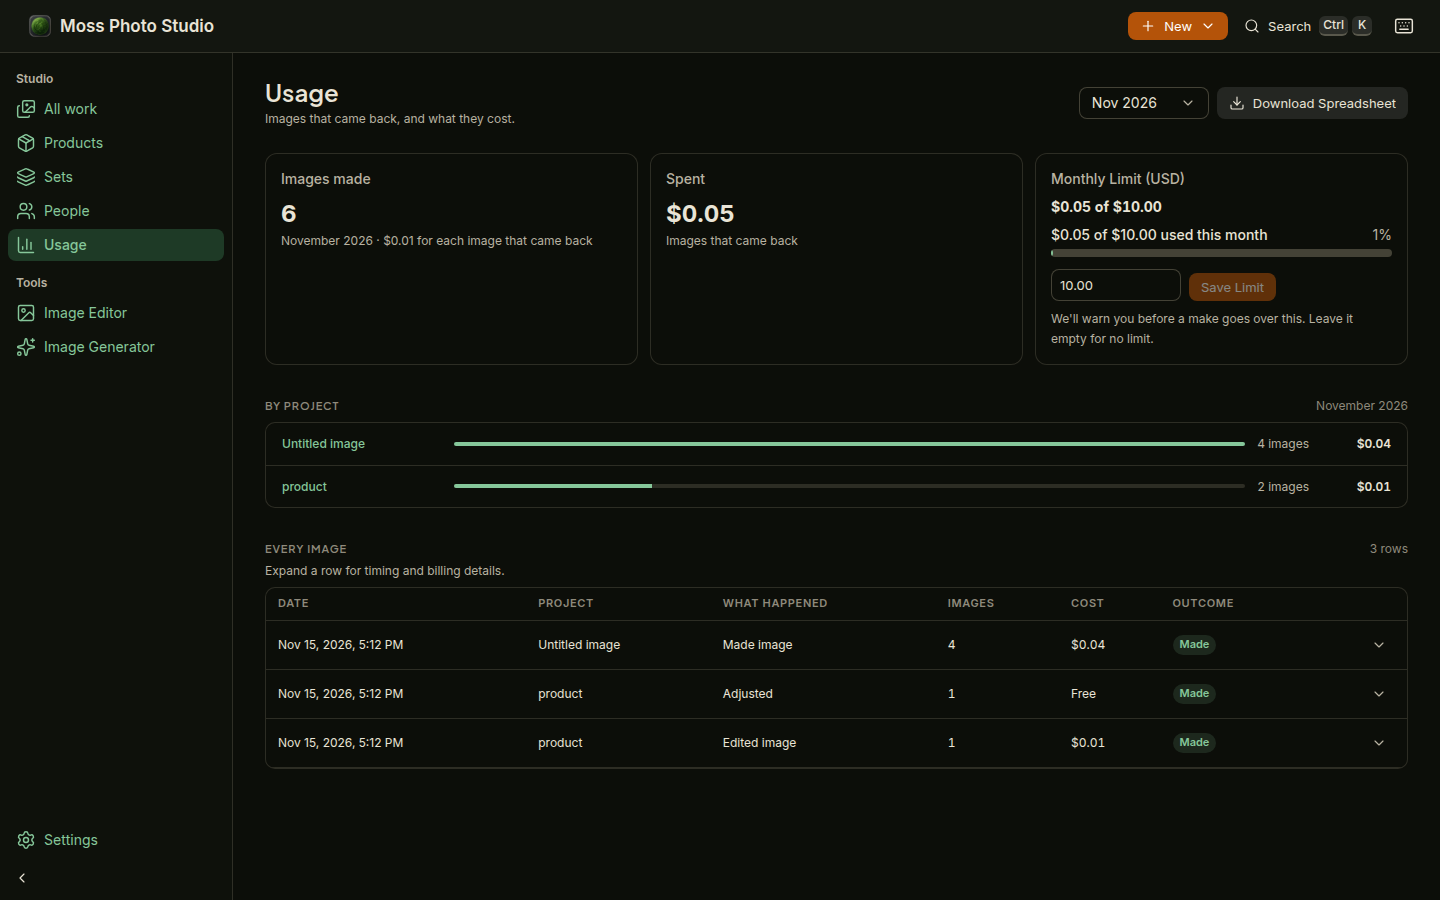 Moss Photo Studio
New
Search Ctrl K
Studio
All work
Products
Sets
People
Usage
Tools
Image Editor
Image Generator
Settings
Usage
Images that came back, and what they cost.
Nov 2026
Download Spreadsheet
Images made
6
November 2026 · $0.01 for each image that came back
Spent
$0.05
Images that came back
Monthly Limit (USD)
$0.05 of $10.00
$0.05 of $10.00 used this month 1%
10.00
Save Limit
We'll warn you before a make goes over this. Leave it
empty for no limit.
BY PROJECT November 2026
Untitled image 4 images $0.04
product 2 images $0.01
EVERY IMAGE 3 rows
Expand a row for timing and billing details.
DATE PROJECT WHAT HAPPENED IMAGES COST OUTCOME
Nov 15, 2026, 5:12 PM Untitled image Made image 4 $0.04 Made
Nov 15, 2026, 5:12 PM product Adjusted 1 Free Made
Nov 15, 2026, 5:12 PM product Edited image 1 $0.01 Made